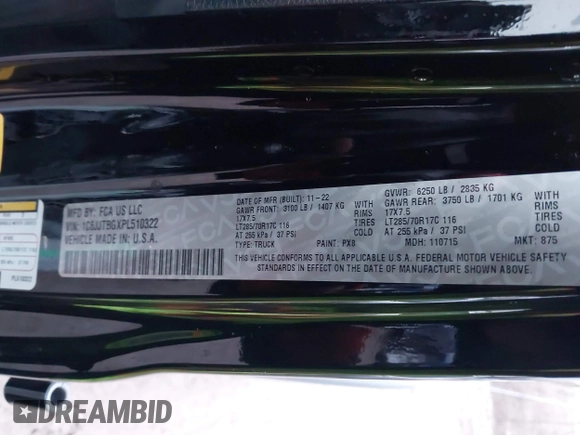 MFD BY: FCA US LLC
VIN: 1C6JJTBGXPL510322
VEHICLE MADE IN U.S.A.
DATE OF MFR (BUILT): 11-22 GVWR: 6250 LB / 2835 KG
GAWR FRONT: 3100 LB / 1407 KG WITH GAWR REAR: 3750 LB / 1701 KG WITH
17X7.5 RIMS 17X7.5 RIMS
LT285/70R17C 116 TIRES LT285/70R17C 116 TIRES
AT 255 kPa / 37 PSI COLD AT 255 kPa / 37 PSI COLD
TYPE: TRUCK PAINT: PX8 MDH: 110715 MKT: 875
THIS VEHICLE CONFORMS TO ALL APPLICABLE U.S.A. FEDERAL MOTOR VEHICLE SAFETY
STANDARDS IN EFFECT ON THE DATE OF MANUFACTURE SHOWN ABOVE.
DREAMBID